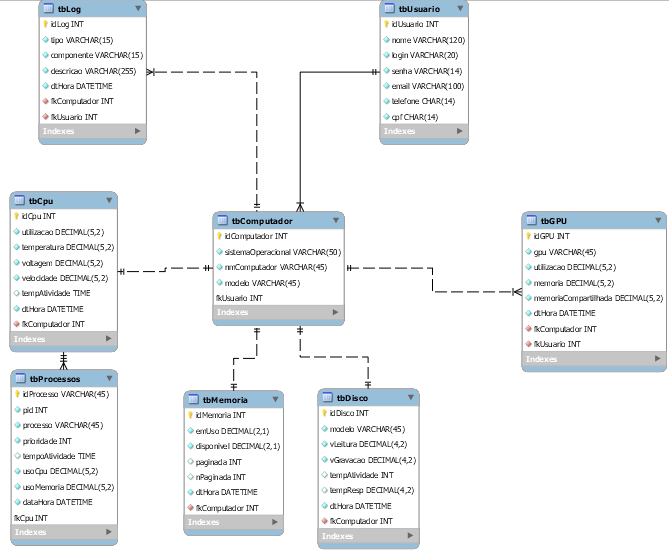 tbLog
idLog INT
tipo VARCHAR(15)
componente VARCHAR(15)
descricao VARCHAR(255)
dtHora DATETIME
fkComputador INT
fkUsuario INT
Indexes
tbUsuario
idUsuario INT
nome VARCHAR(120)
login VARCHAR(20)
senha VARCHAR(14)
email VARCHAR(100)
telefone CHAR(14)
cpf CHAR(14)
Indexes
tbCpu
idCpu INT
utilizacao DECIMAL(5,2)
temperatura DECIMAL(5,2)
voltagem DECIMAL(5,2)
velocidade DECIMAL(5,2)
tempAtividade TIME
dtHora DATETIME
fkComputador INT
Indexes
tbComputador
idComputador INT
sistemaOperacional VARCHAR(50)
nmComputador VARCHAR(45)
modelo VARCHAR(45)
fkUsuario INT
Indexes
tbGPU
idGPU INT
gpu VARCHAR(45)
utilizacao DECIMAL(5,2)
memoria DECIMAL(5,2)
memoriaCompartilhada DECIMAL(5,2)
dtHora DATETIME
fkComputador INT
fkUsuario INT
Indexes
tbProcessos
idProcesso VARCHAR(45)
pid INT
processo VARCHAR(45)
prioridade INT
tempoAtividade TIME
usoCpu DECIMAL(5,2)
usoMemoria DECIMAL(5,2)
dataHora DATETIME
fkCpu INT
Indexes
tbMemoria
idMemoria INT
emUso DECIMAL(2,1)
disponivel DECIMAL(2,1)
paginada INT
nPaginada INT
dtHora DATETIME
fkComputador INT
Indexes
tbDisco
idDisco INT
modelo VARCHAR(45)
vLeitura DECIMAL(4,2)
vGravacao DECIMAL(4,2)
tempAtividade INT
tempResp DECIMAL(4,2)
dtHora DATETIME
fkComputador INT
Indexes